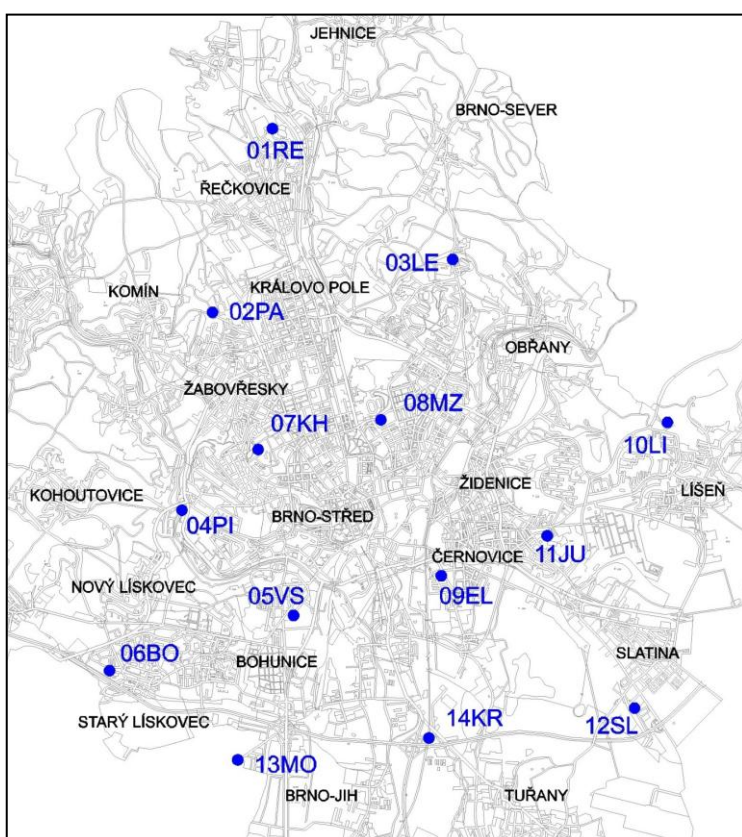 JEHNICE
BRNO-SEVER
01RE
ŘEČKOVICE
03LE
KRÁLOVO POLE
KOMÍN
02PA
OBŘANY
ŽABOVŘESKY
08MZ
07KH
10LI
ŽIDENICE
LÍŠEŇ
KOHOUTOVICE
BRNO-STŘED
04PI
11JU
ČERNOVICE
NOVÝ LÍSKOVEC
09EL
05VS
06BO
SLATINA
BOHUNICE
STARÝ LÍSKOVEC
14KR
12SL
13MO
BRNO-JIH
TUŘANY